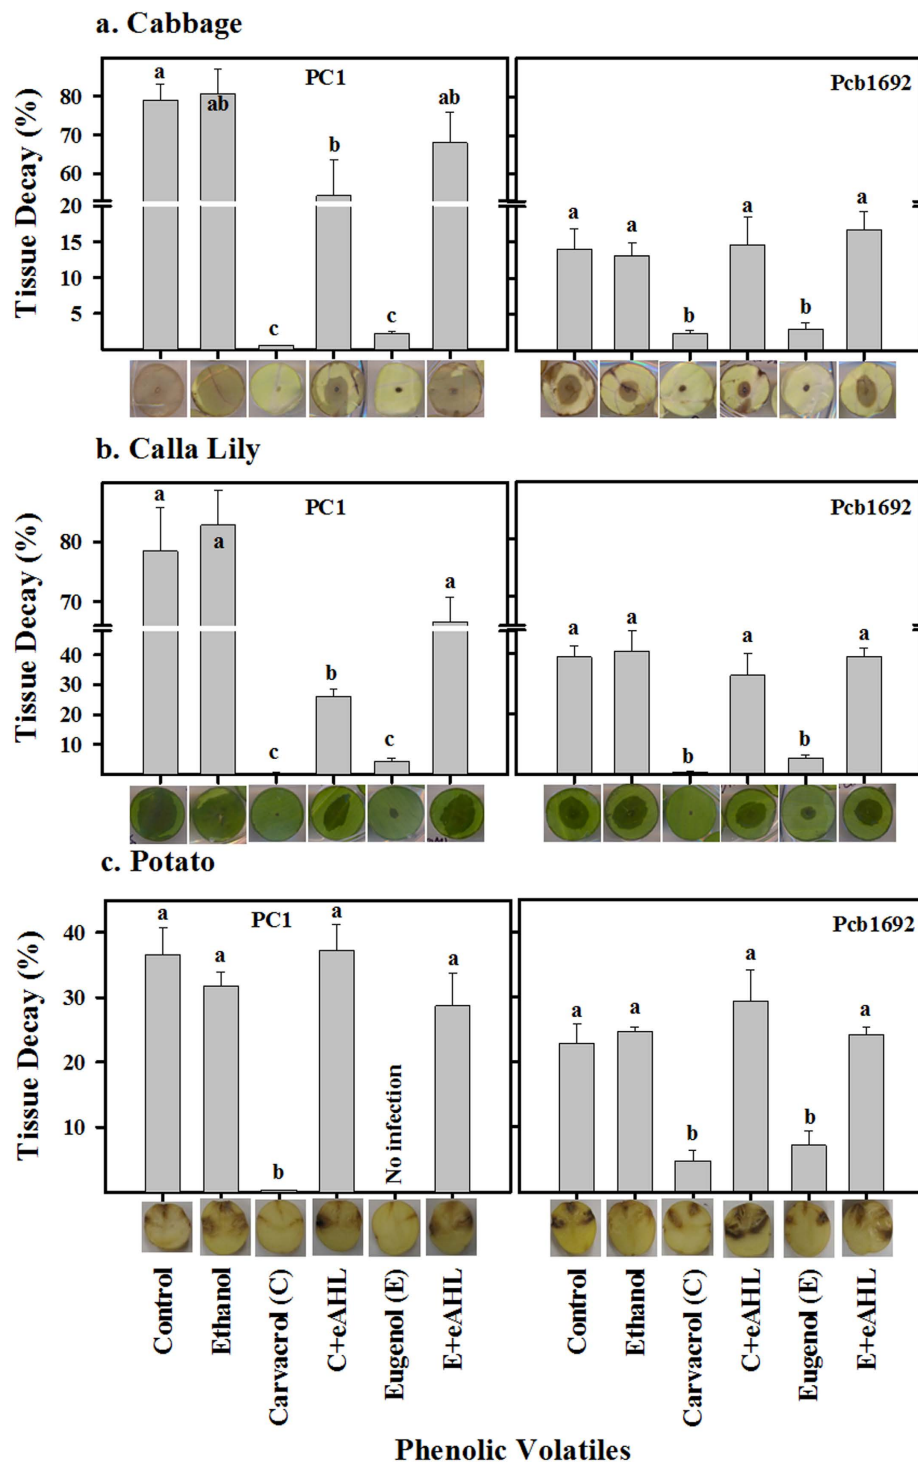 a. Cabbage
PC1
Pcb1692
Tissue Decay (%)
80
70
60
20
15
10
5
a
ab
c
b
c
ab
a
a
b
a
b
a
b. Calla Lily
PC1
Pcb1692
Tissue Decay (%)
80
70
40
30
20
10
a
a
c
b
c
a
a
a
b
a
b
a
c. Potato
PC1
Pcb1692
Tissue Decay (%)
40
30
20
10
a
a
b
a
No infection
a
a
a
b
a
b
a
Control
Ethanol
Carvacrol (C)
C+eAHL
Eugenol (E)
E+eAHL
Control
Ethanol
Carvacrol (C)
C+eAHL
Eugenol (E)
E+eAHL
Phenolic Volatiles